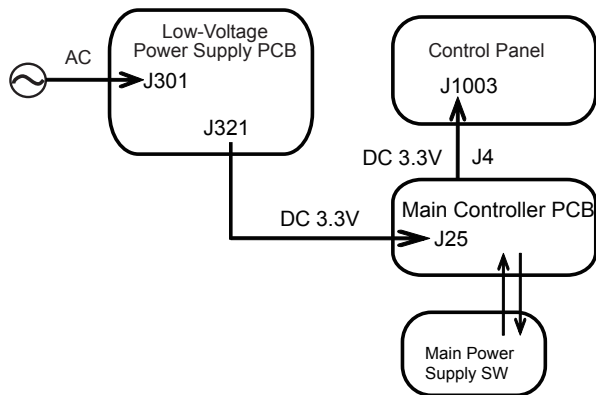 AC
Low-Voltage
Power Supply PCB
J301
J321
DC 3.3V
Control Panel
J1003
DC 3.3V
J4
Main Controller PCB
J25
Main Power
Supply SW